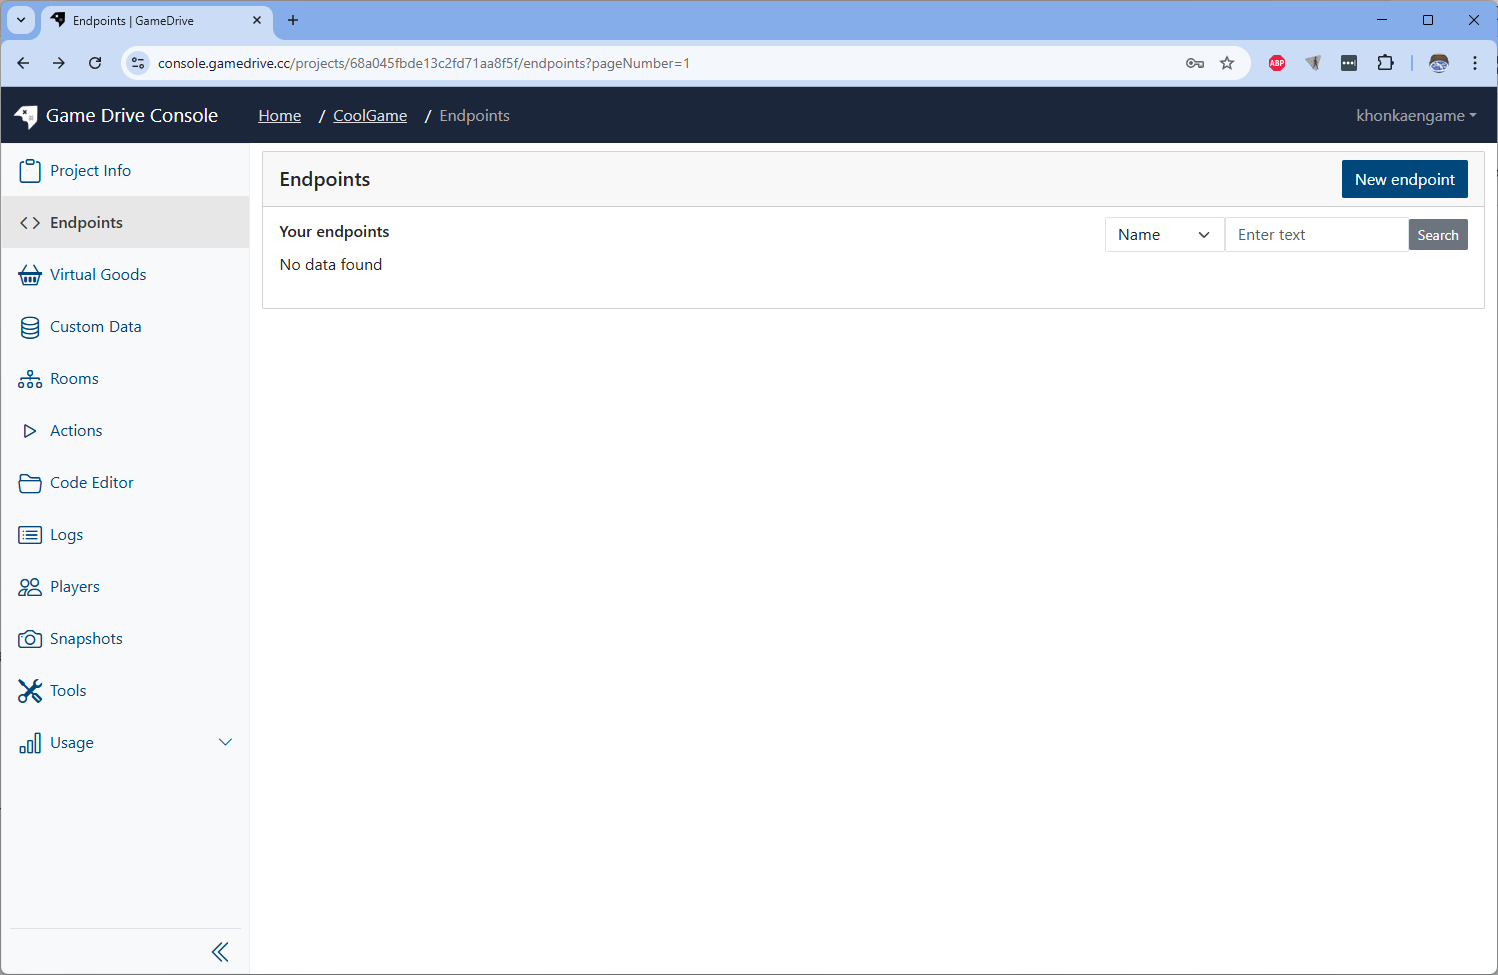 Endpoints | GameDrive
console.gamedrive.cc/projects/68a045fbde13c2fd71aa8f5f/endpoints?pageNumber=1
ABP
Game Drive Console
Home / CoolGame / Endpoints
khonkaengame
Project Info
Endpoints
Virtual Goods
Custom Data
Rooms
Actions
Code Editor
Logs
Players
Snapshots
Tools
Usage
Endpoints
New endpoint
Your endpoints
Name
Enter text
Search
No data found